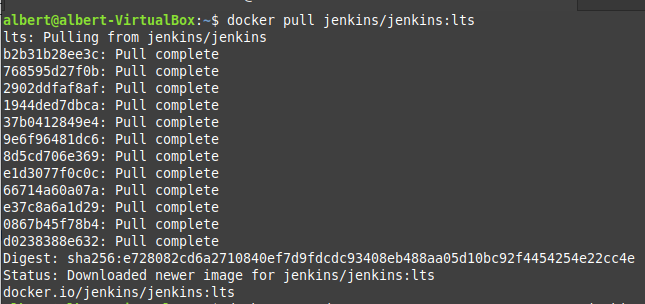 albert@albert-VirtualBox:~$ docker pull jenkins/jenkins:lts
lts: Pulling from jenkins/jenkins
b2b31b28ee3c: Pull complete
768595d27f0b: Pull complete
2902ddfaf8af: Pull complete
1944ded7dbca: Pull complete
37b0412849e4: Pull complete
9e6f96481dc6: Pull complete
8d5cd706e369: Pull complete
e1d3077f0c0c: Pull complete
66714a60a07a: Pull complete
e37c8a6a1d29: Pull complete
0867b45f78b4: Pull complete
d0238388e632: Pull complete
Digest: sha256:e728082cd6a2710840ef7d9fdcdc93408eb488aa05d10bc92f4454254e22cc4e
Status: Downloaded newer image for jenkins/jenkins:lts
docker.io/jenkins/jenkins:lts